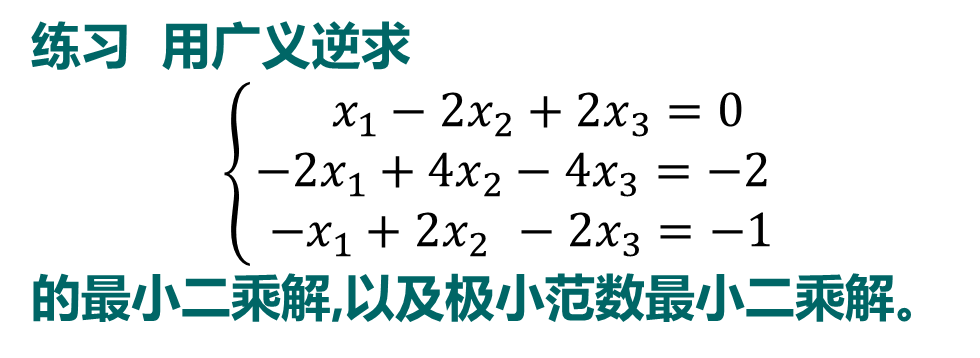 练习 用广义逆求
x₁ − 2x₂ + 2x₃ = 0
−2x₁ + 4x₂ − 4x₃ = −2
−x₁ + 2x₂ − 2x₃ = −1
的最小二乘解,以及极小范数最小二乘解。